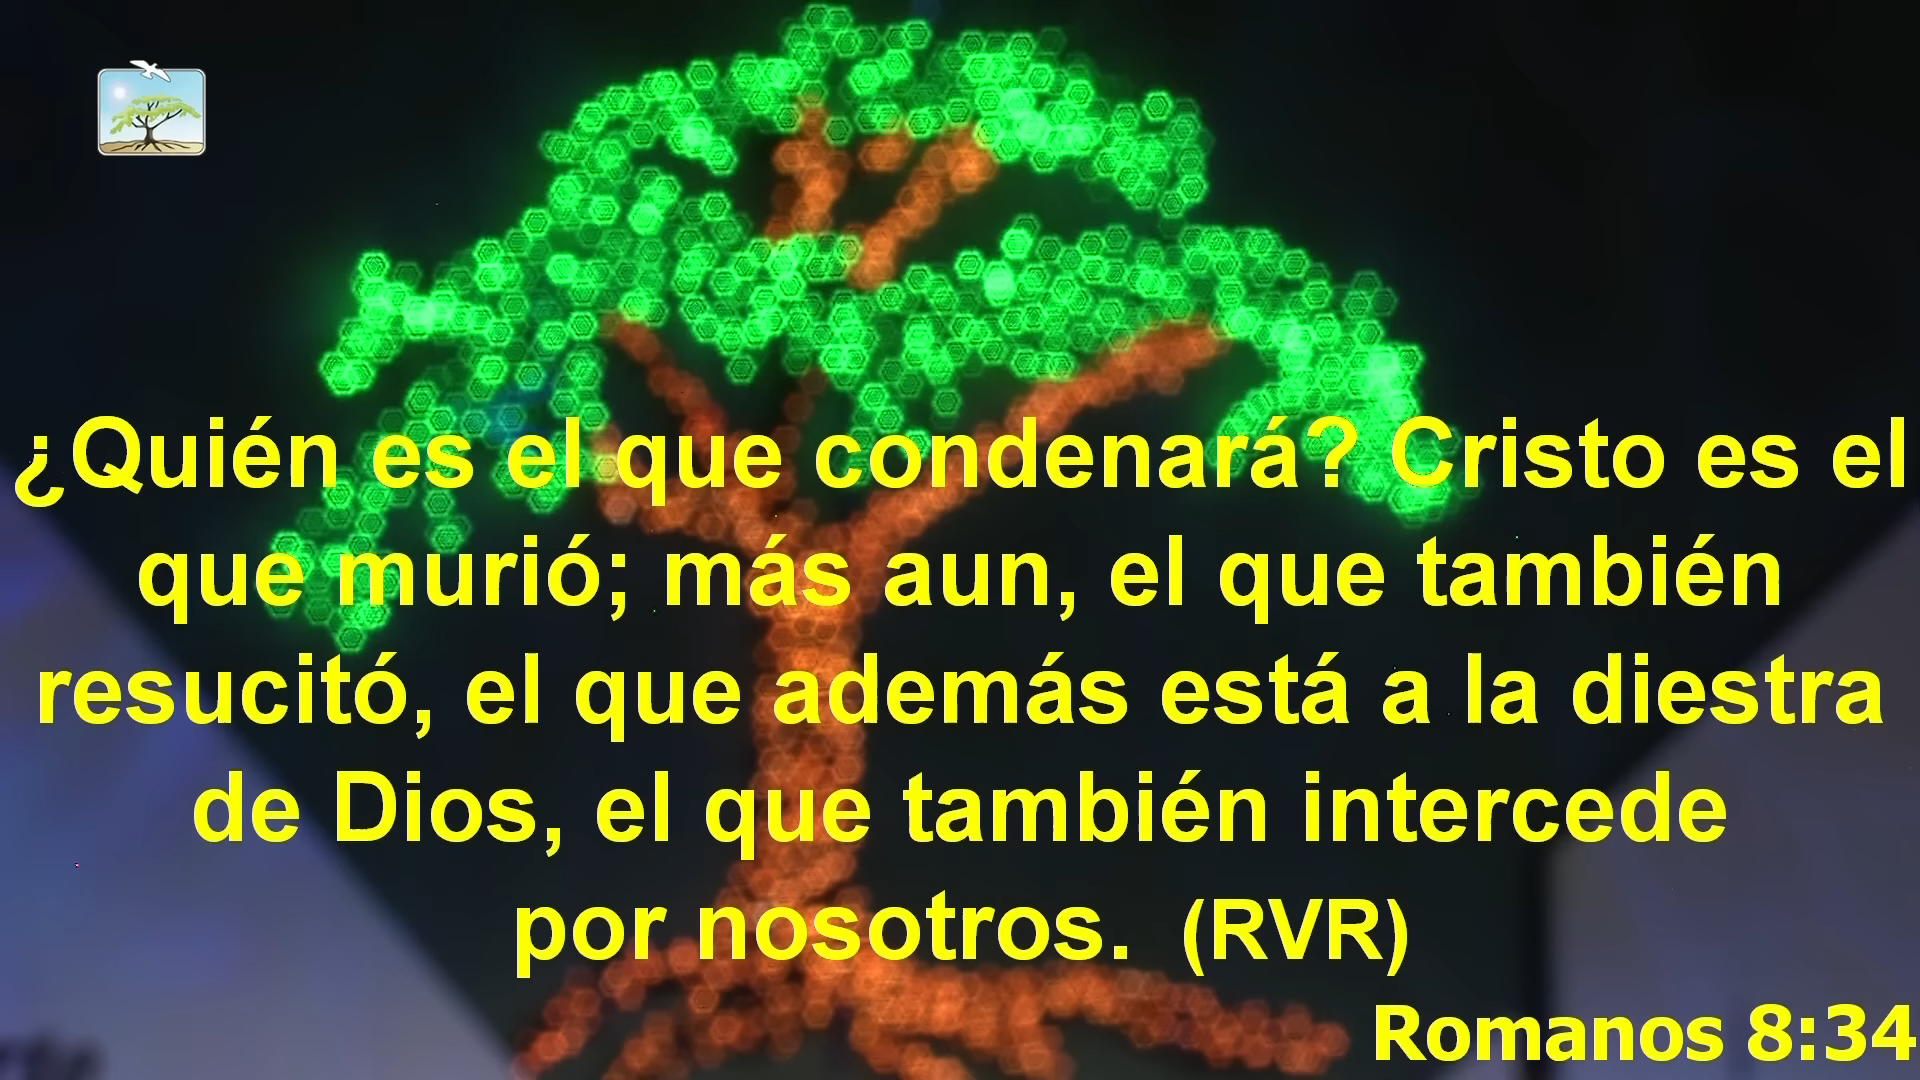 ¿Quién es el que condenará? Cristo es el
que murió; más aun, el que también
resucitó, el que además está a la diestra
de Dios, el que también intercede
por nosotros.  (RVR)
Romanos 8:34